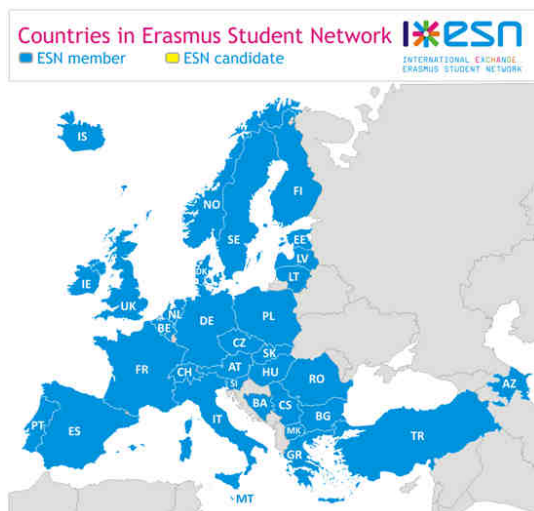 Countries in Erasmus Student Network
ESN member
ESN candidate
esn
INTERNATIONAL EXCHANGE
ERASMUS STUDENT NETWORK
IS
FI
NO
SE
EE
LV
LT
DK
IE
UK
NL
BE
DE
PL
CZ
SK
FR
CH
AT
HU
RO
SI
BA
CS
BG
AZ
PT
ES
IT
MK
TR
GR
MT